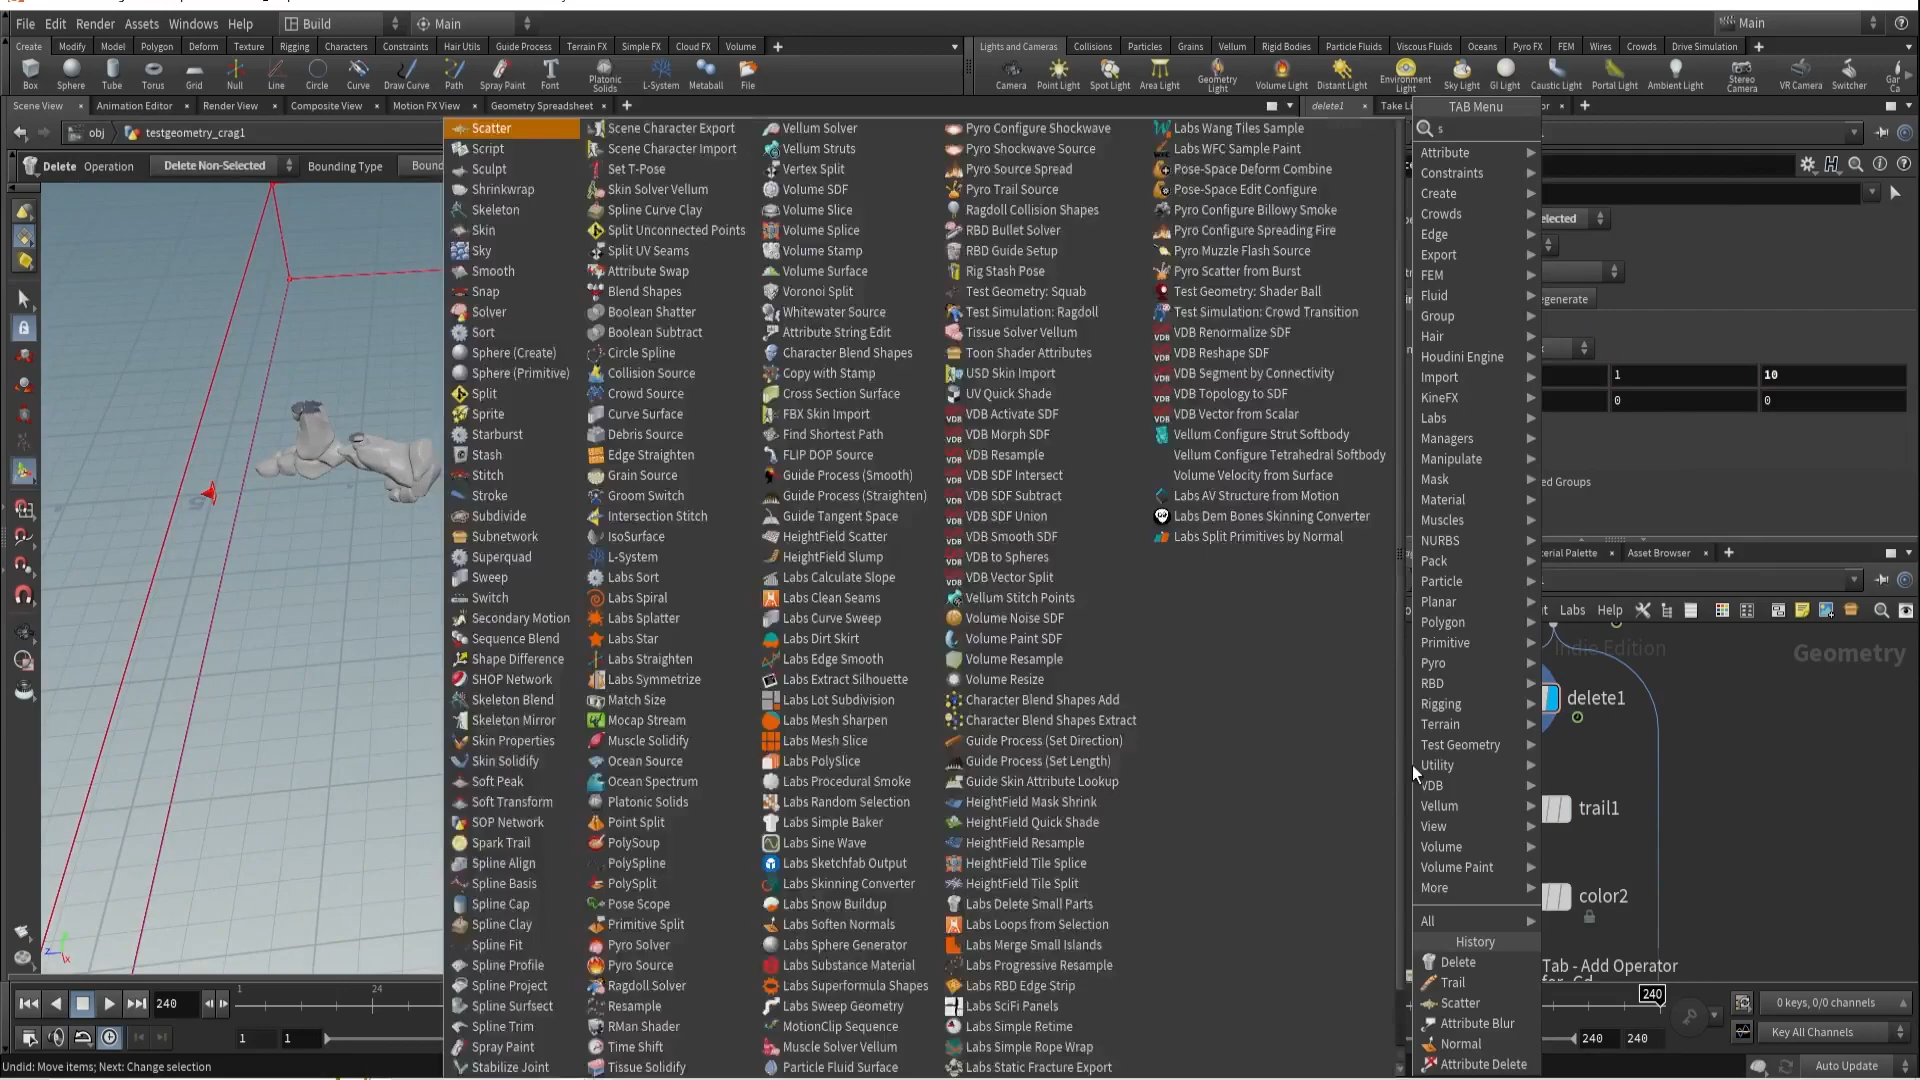 File Edit Render Assets Windows Help Build Main Main
Create Modify Model Polygon Deform Texture Rigging Characters Constraints Hair Utils Guide Process Terrain FX Simple FX Cloud FX Volume
Lights and Cameras Collisions Particles Grains Vellum Rigid Bodies Particle Fluids Viscous Fluids Oceans Pyro FX FEM Wires Crowds Drive Simulation
Box Sphere Tube Torus Grid Null Line Circle Curve Draw Curve Path Spray Paint Font Platonic Solids L-System Metaball File
Camera Point Light Spot Light Area Light Geometry Light Volume Light Distant Light Environment Light Sky Light GI Light Caustic Light Portal Light Ambient Light Stereo Camera VR Camera Switcher
Scene View Animation Editor Render View Composite View Motion FX View Geometry Spreadsheet delete1
obj testgeometry_crag1
Delete Operation Delete Non-Selected Bounding Type
TAB Menu
s
Scatter
Script
Sculpt
Shrinkwrap
Skeleton
Skin
Sky
Smooth
Snap
Solver
Sort
Sphere (Create)
Sphere (Primitive)
Split
Sprite
Starburst
Stash
Stitch
Stroke
Subdivide
Subnetwork
Superquad
Sweep
Switch
Secondary Motion
Sequence Blend
Shape Difference
SHOP Network
Skeleton Blend
Skeleton Mirror
Skin Properties
Skin Solidify
Soft Peak
Soft Transform
SOP Network
Spark Trail
Spline Align
Spline Basis
Spline Cap
Spline Clay
Spline Fit
Spline Profile
Spline Project
Spline Surfsect
Spline Trim
Spray Paint
Stabilize Joint
Scene Character Export
Scene Character Import
Set T-Pose
Skin Solver Vellum
Spline Curve Clay
Split Unconnected Points
Split UV Seams
Attribute Swap
Blend Shapes
Boolean Shatter
Boolean Subtract
Circle Spline
Collision Source
Crowd Source
Curve Surface
Debris Source
Edge Straighten
Grain Source
Groom Switch
Intersection Stitch
IsoSurface
L-System
Labs Sort
Labs Spiral
Labs Splatter
Labs Star
Labs Straighten
Labs Symmetrize
Match Size
Mocap Stream
Muscle Solidify
Ocean Source
Ocean Spectrum
Platonic Solids
Point Split
PolySoup
PolySpline
PolySplit
Pose Scope
Primitive Split
Pyro Solver
Pyro Source
Ragdoll Solver
Resample
RMan Shader
Time Shift
Tissue Solidify
Vellum Solver
Vellum Struts
Vertex Split
Volume SDF
Volume Slice
Volume Splice
Volume Stamp
Volume Surface
Voronoi Split
Whitewater Source
Attribute String Edit
Character Blend Shapes
Copy with Stamp
Cross Section Surface
FBX Skin Import
Find Shortest Path
FLIP DOP Source
Guide Process (Smooth)
Guide Process (Straighten)
Guide Tangent Space
HeightField Scatter
HeightField Slump
Labs Calculate Slope
Labs Clean Seams
Labs Curve Sweep
Labs Dirt Skirt
Labs Edge Smooth
Labs Extract Silhouette
Labs Lot Subdivision
Labs Mesh Sharpen
Labs Mesh Slice
Labs PolySlice
Labs Procedural Smoke
Labs Random Selection
Labs Simple Baker
Labs Sine Wave
Labs Sketchfab Output
Labs Skinning Converter
Labs Snow Buildup
Labs Soften Normals
Labs Sphere Generator
Labs Substance Material
Labs Superformula Shapes
Labs Sweep Geometry
MotionClip Sequence
Muscle Solver Vellum
Particle Fluid Surface
Pyro Configure Shockwave
Pyro Shockwave Source
Pyro Source Spread
Pyro Trail Source
Ragdoll Collision Shapes
RBD Bullet Solver
RBD Guide Setup
Rig Stash Pose
Test Geometry: Squab
Test Simulation: Ragdoll
Tissue Solver Vellum
Toon Shader Attributes
USD Skin Import
UV Quick Shade
VDB Activate SDF
VDB Morph SDF
VDB Resample
VDB SDF Intersect
VDB SDF Subtract
VDB SDF Union
VDB Smooth SDF
VDB to Spheres
VDB Vector Split
Vellum Stitch Points
Volume Noise SDF
Volume Paint SDF
Volume Resample
Volume Resize
Character Blend Shapes Add
Character Blend Shapes Extract
Guide Process (Set Direction)
Guide Process (Set Length)
Guide Skin Attribute Lookup
HeightField Mask Shrink
HeightField Quick Shade
HeightField Resample
HeightField Tile Splice
HeightField Tile Split
Labs Delete Small Parts
Labs Loops from Selection
Labs Merge Small Islands
Labs Progressive Resample
Labs RBD Edge Strip
Labs SciFi Panels
Labs Simple Retime
Labs Simple Rope Wrap
Labs Static Fracture Export
Labs Wang Tiles Sample
Labs WFC Sample Paint
Pose-Space Deform Combine
Pose-Space Edit Configure
Pyro Configure Billowy Smoke
Pyro Configure Spreading Fire
Pyro Muzzle Flash Source
Pyro Scatter from Burst
Test Geometry: Shader Ball
Test Simulation: Crowd Transition
VDB Renormalize SDF
VDB Reshape SDF
VDB Segment by Connectivity
VDB Topology to SDF
VDB Vector from Scalar
Vellum Configure Strut Softbody
Vellum Configure Tetrahedral Softbody
Volume Velocity from Surface
Labs AV Structure from Motion
Labs Dem Bones Skinning Converter
Labs Split Primitives by Normal
Attribute
Constraints
Create
Crowds
Edge
Export
FEM
Fluid
Group
Hair
Houdini Engine
Import
KineFX
Labs
Managers
Manipulate
Mask
Material
Muscles
NURBS
Pack
Particle
Planar
Polygon
Primitive
Pyro
RBD
Rigging
Terrain
Test Geometry
Utility
VDB
Vellum
View
Volume
Volume Paint
More
All
History
Delete
Trail
Scatter
Attribute Blur
Normal
Attribute Delete
1 10
0 0
Asset Browser
Labs Help
Indie Edition
Geometry
delete1
trail1
color2
Tab - Add Operator
240
240 1 24
1 1
240 240
0 keys, 0/0 channels
Key All Channels
Undid: Move items; Next: Change selection
Auto Update